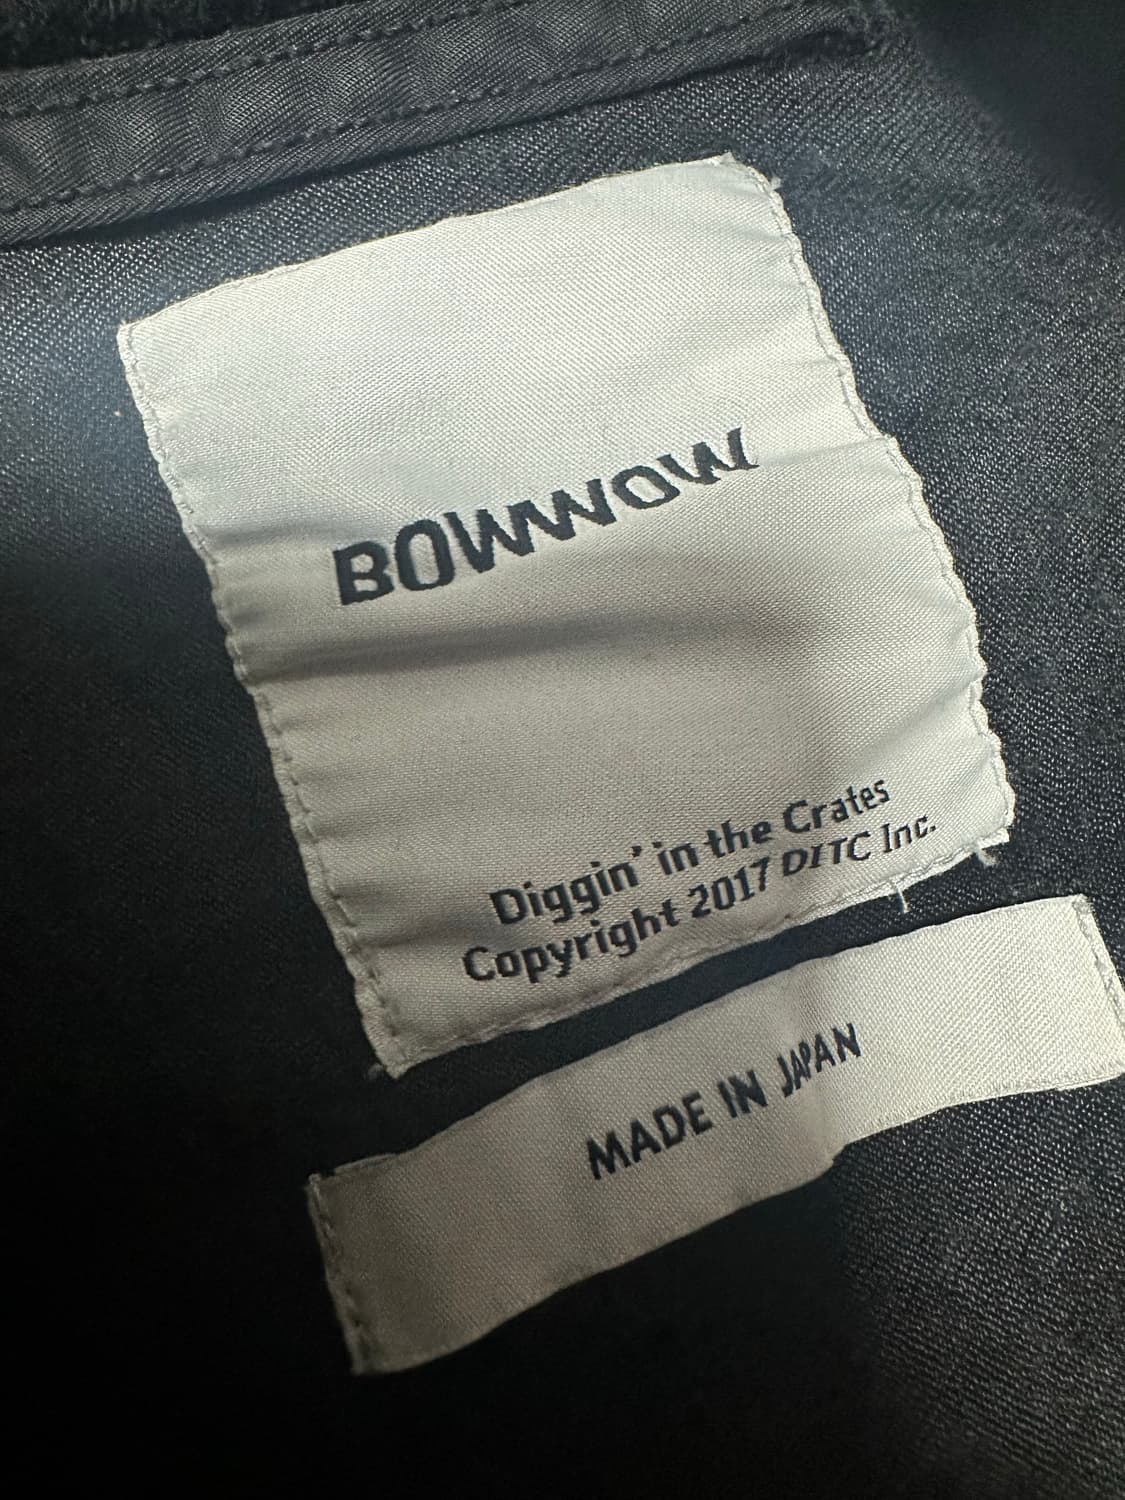 BOWWOW
Diggin' in the Crates
Copyright 2017 DITC Inc.
MADE IN JAPAN